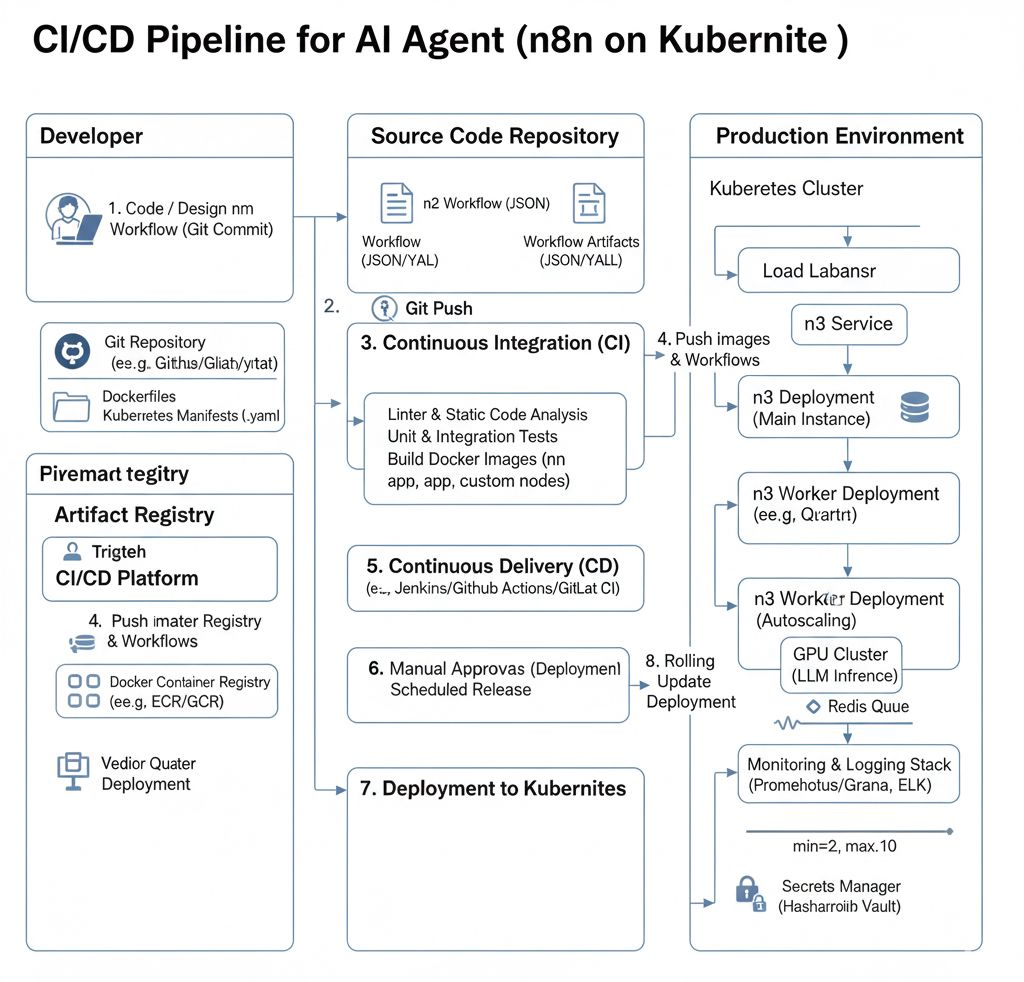 CI/CD Pipeline for AI Agent (n8n on Kubernite )
Developer
1. Code / Design nm
Workflow (Git Commit)
Git Repository
(ee.g. Githus/Gliah/yitat)
Dockerfiles
Kuberretes Manifests (.yaml
Pivemart tegitry
Artifact Registry
Trigteh
CI/CD Platform
4. Push imater Registry
& Workflows
Docker Container Registry
(ee.g, ECR/GCR)
Vedior Quater
Deployment
Source Code Repository
n2 Workflow (JSON)
Workflow
(JSON/YAL)
Workflow Artifacts
(JSON/YALL)
2.
Git Push
3. Continuous Integration (CI)
Linter & Static Code Analysis
Unit & Integration Tests
Build Docker Images (nn
app, app, custom nodes)
4. Push images
& Workflows
5. Continuous Delivery (CD)
(e.., Jenkins/Github Actions/GitLat CI)
6. Manual Approvas (Deployment
Scheduled Release
8. Rolling
Update
Deployment
7. Deployment to Kubernites
Production Environment
Kuberetes Cluster
Load Labansr
n3 Service
n3 Deployment
(Main Instance)
n3 Worker Deployment
(ee.g, Qurart)
n3 Worker Deployment
(Autoscaling)
GPU Cluster
(LLM Infrence)
Redis Quue
Monitoring & Logging Stack
(Promehotus/Grana, ELK)
min=2, max.10
Secrets Manager
(Hasharroiib Vault)